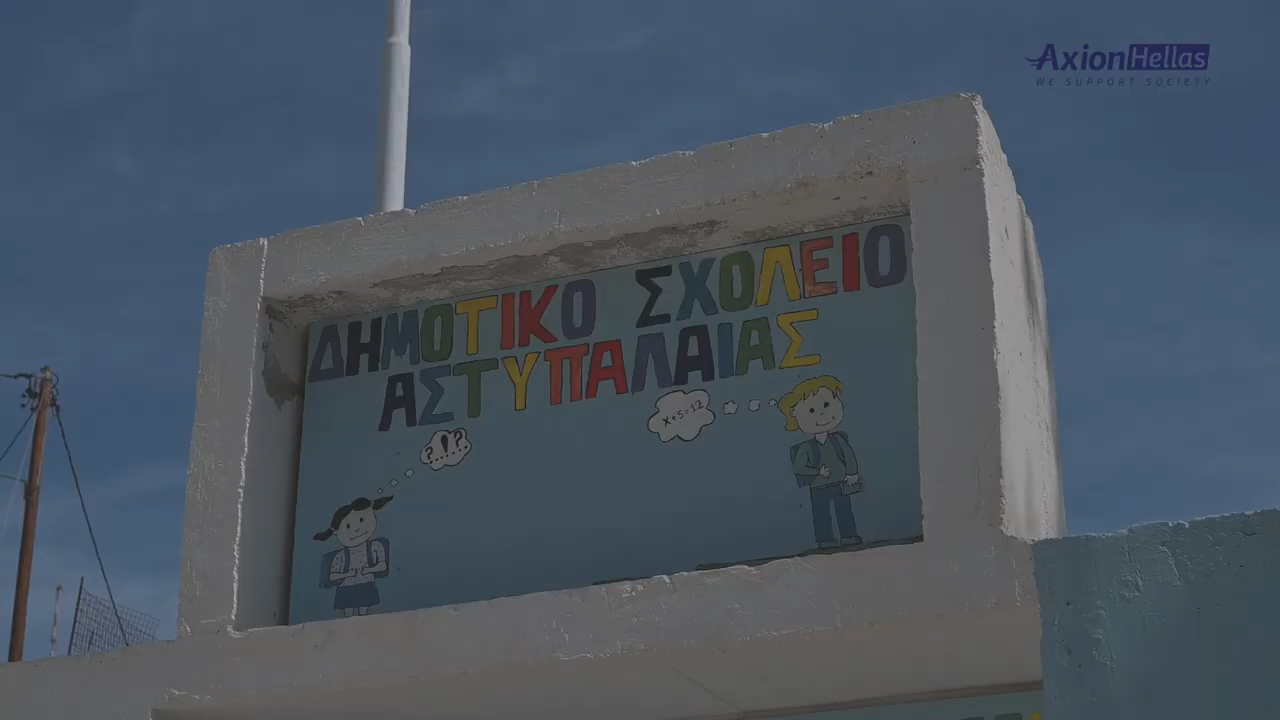 AxionHellas
WE SUPPORT SOCIETY
ΔΗΜΟΤΙΚΟ ΣΧΟΛΕΙΟ
ΑΣΤΥΠΑΛΑΙΑΣ
X+5=12
?!?